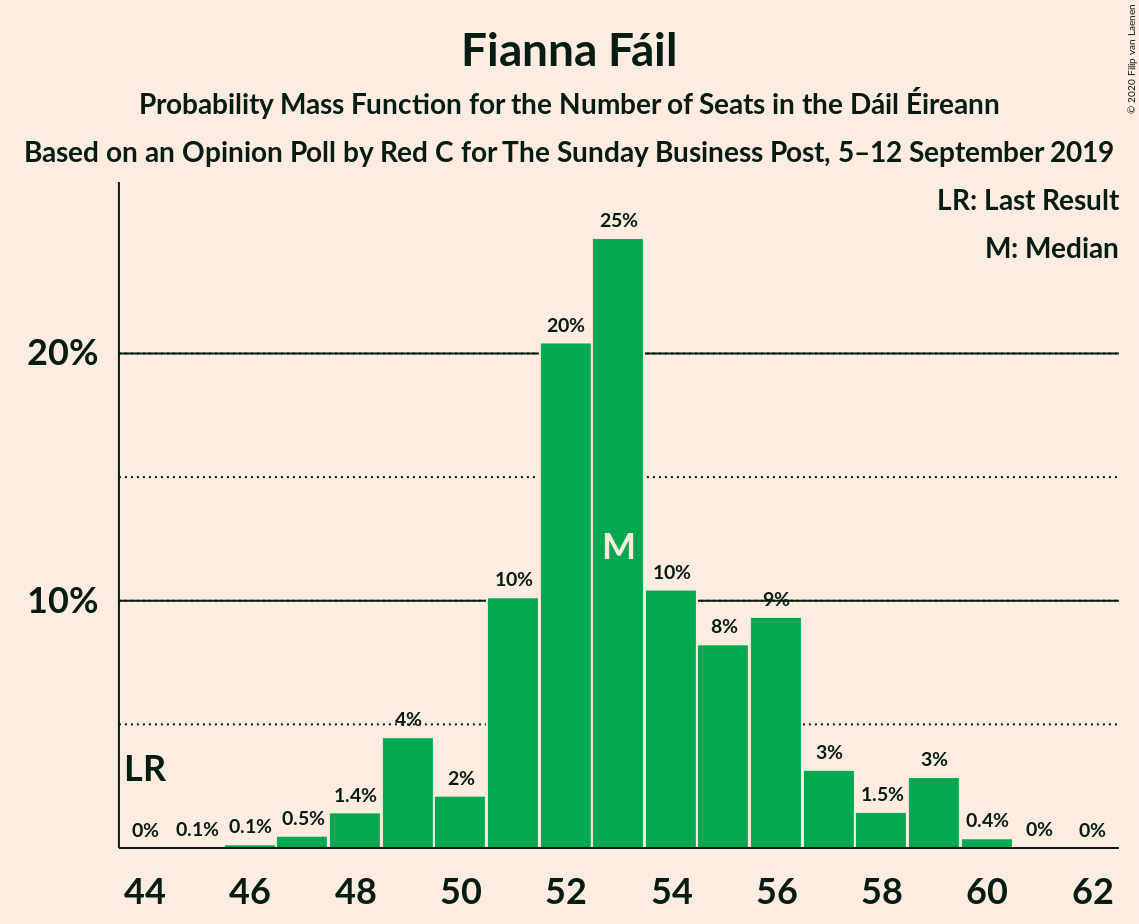 Fianna Fáil
Probability Mass Function for the Number of Seats in the Dáil Éireann
Based on an Opinion Poll by Red C for The Sunday Business Post, 5–12 September 2019
© 2020 Filip van Laenen
LR: Last Result
M: Median
20%
10%
LR
M
0%
0.1%
0.1%
0.5%
1.4%
4%
2%
10%
20%
25%
10%
8%
9%
3%
1.5%
3%
0.4%
0%
0%
44 46 48 50 52 54 56 58 60 62